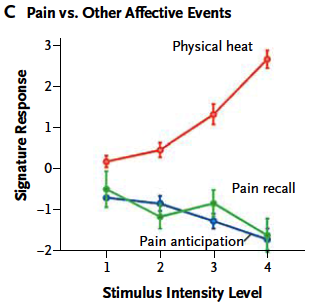 C Pain vs. Other Affective Events
3
Physical heat
2
1
0
Pain recall
−1
Pain anticipation
−2
1 2 3 4
Signature Response
Stimulus Intensity Level